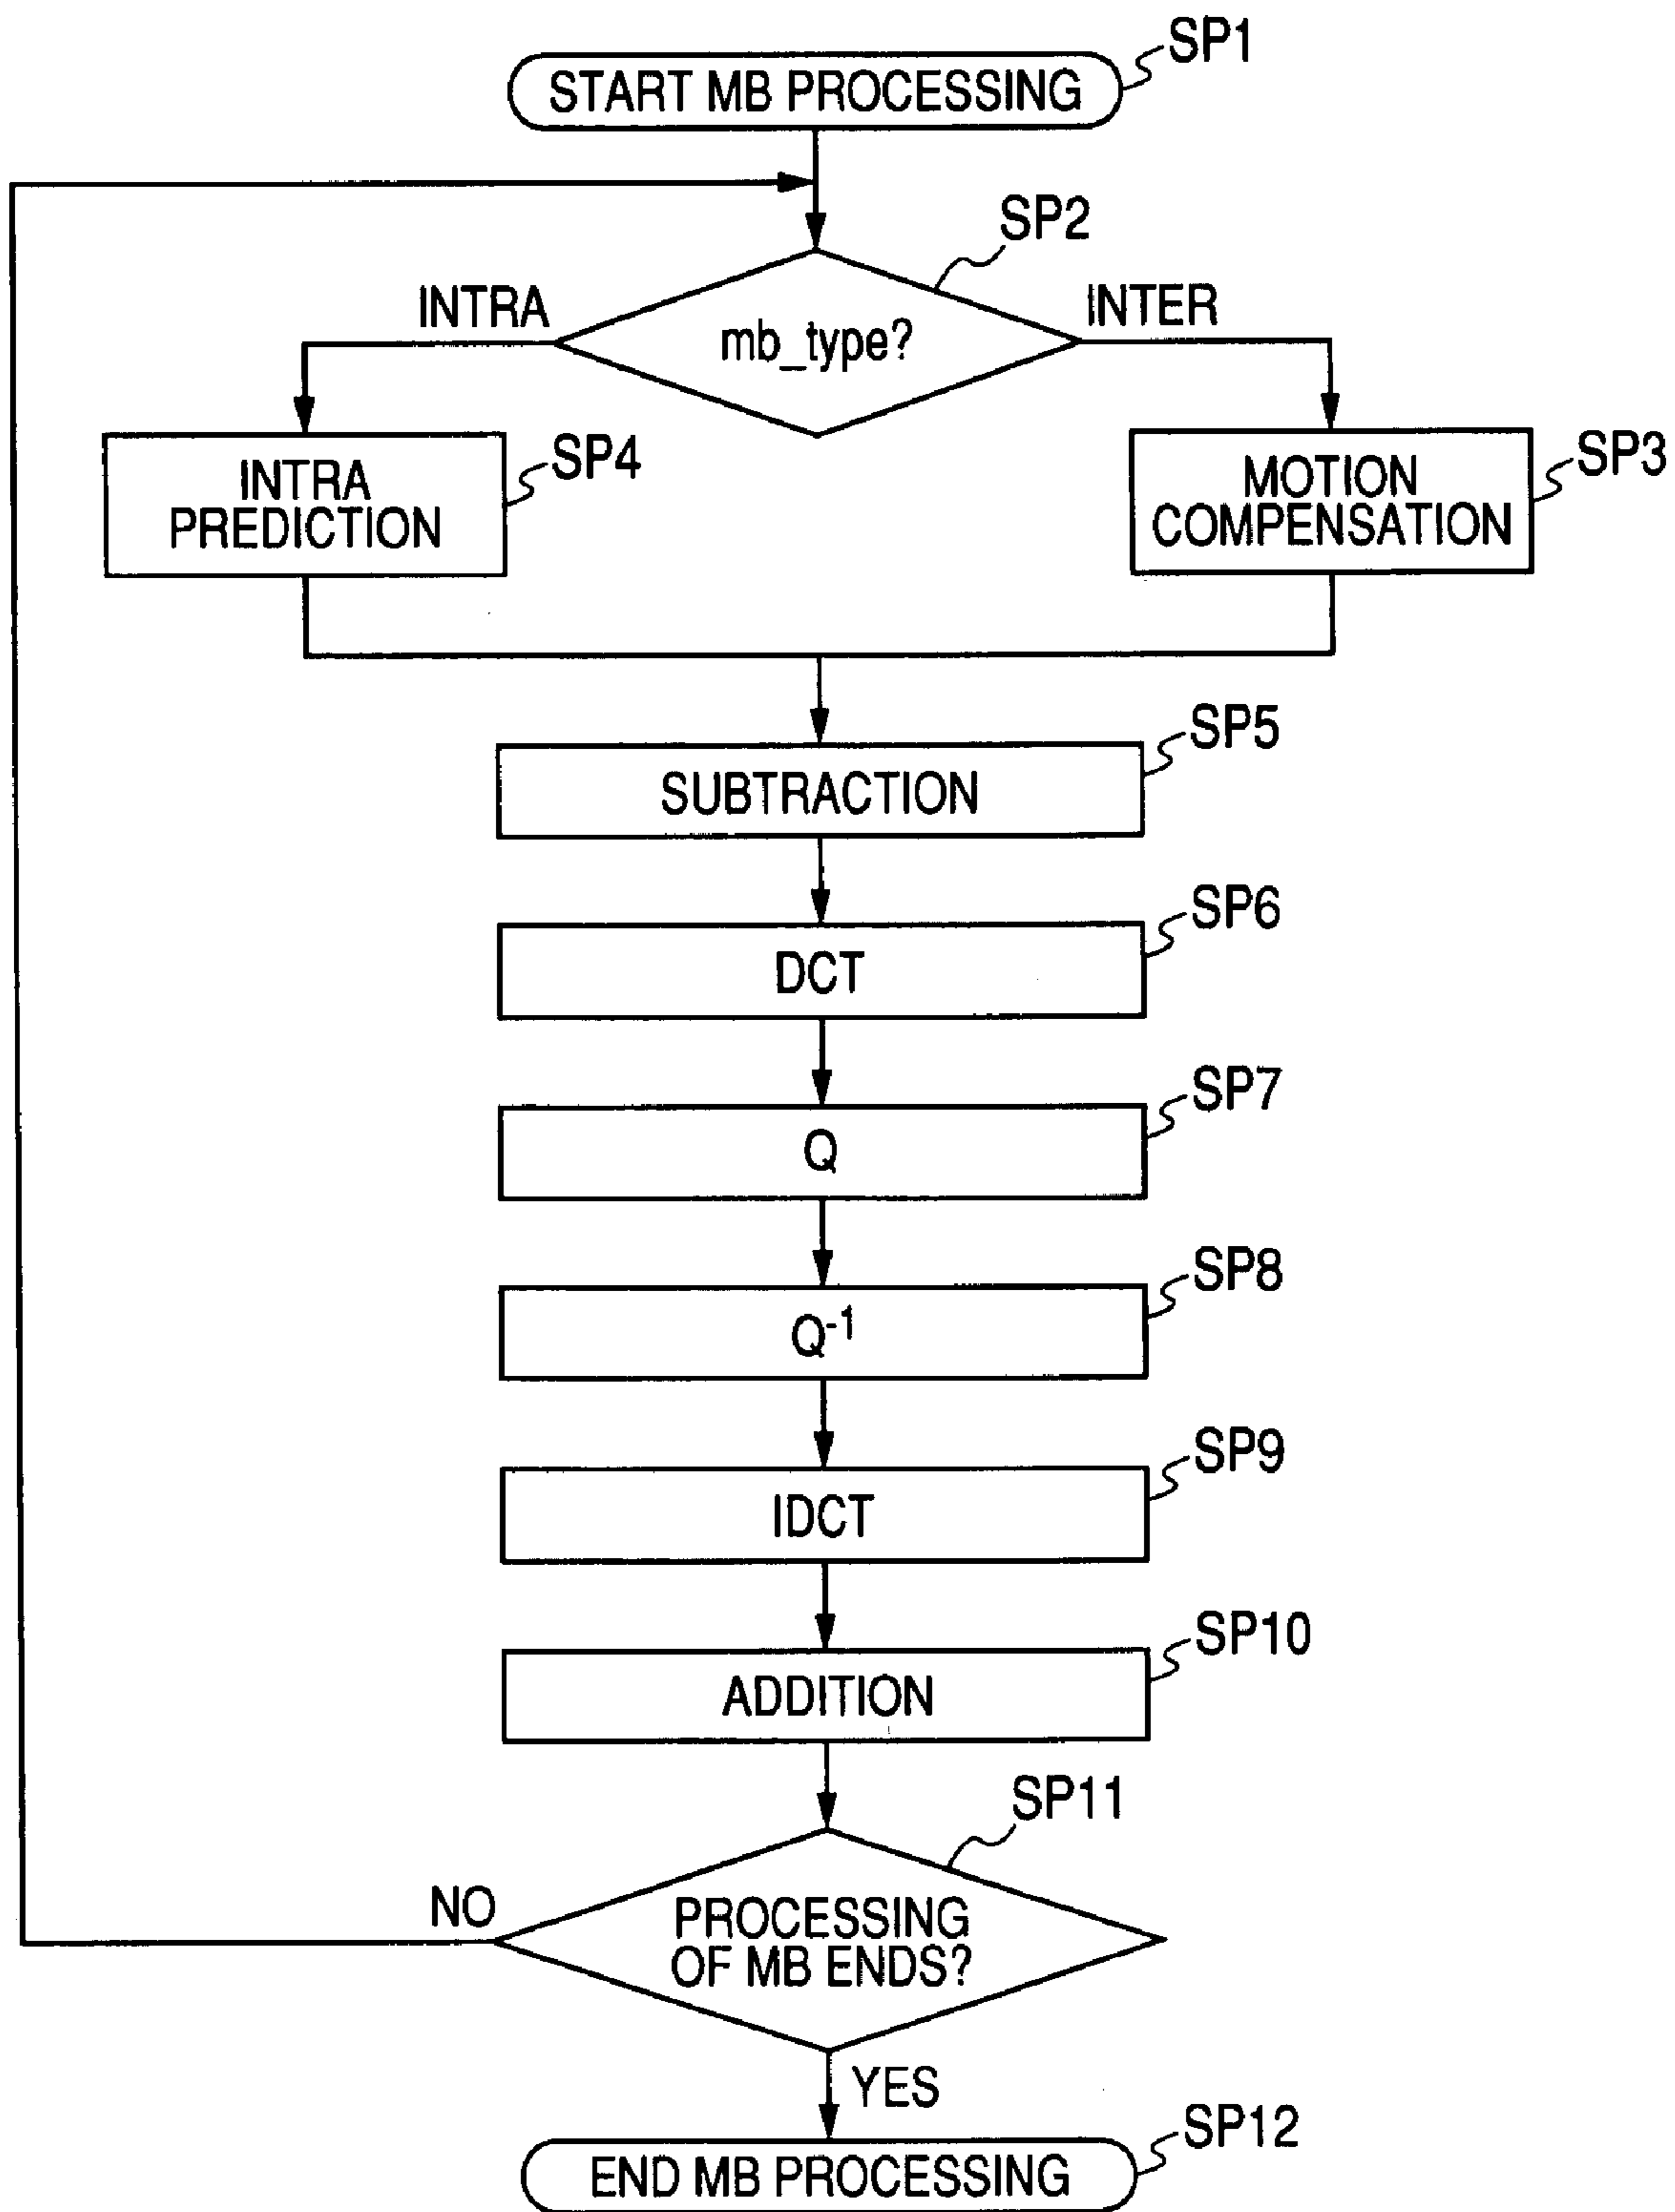 START MB PROCESSING
SP1
SP2
INTRA
mb_type?
INTER
INTRA
PREDICTION
SP4
MOTION
COMPENSATION
SP3
SUBTRACTION
SP5
DCT
SP6
Q
SP7
Q⁻¹
SP8
IDCT
SP9
ADDITION
SP10
SP11
NO
PROCESSING
OF MB ENDS?
YES
END MB PROCESSING
SP12